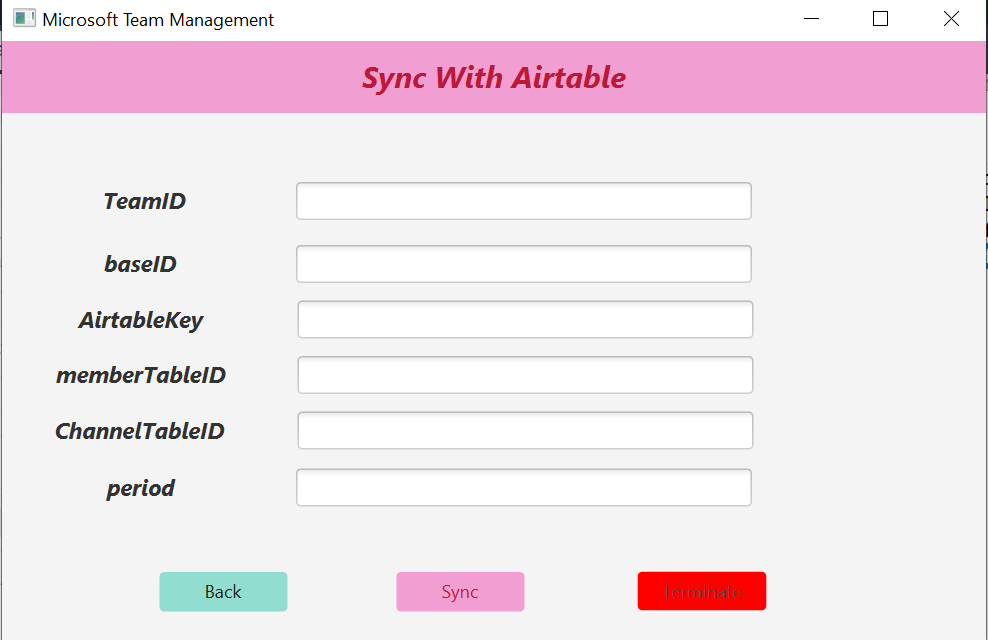 Microsoft Team Management
Sync With Airtable
TeamID
baseID
AirtableKey
memberTableID
ChannelTableID
period
Back
Sync
Terminate